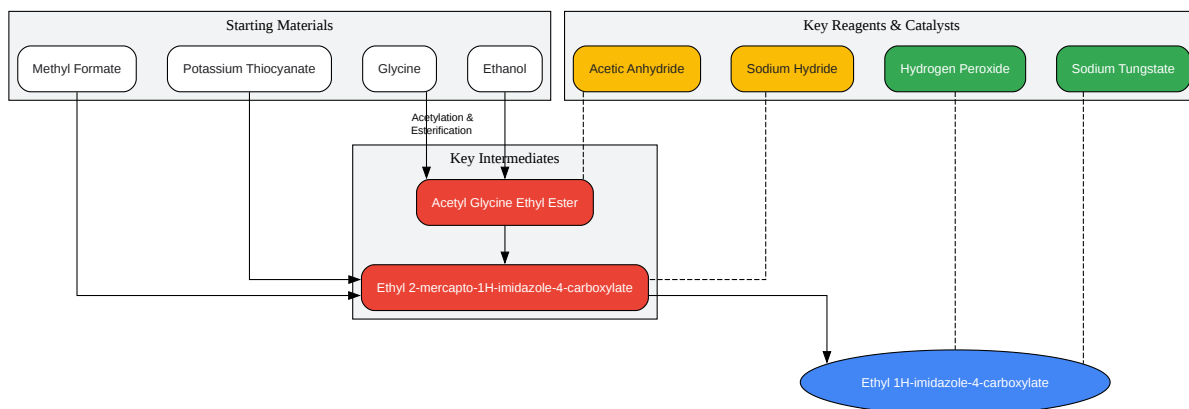 Starting Materials
Key Reagents & Catalysts
Methyl Formate
Potassium Thiocyanate
Glycine
Ethanol
Acetic Anhydride
Sodium Hydride
Hydrogen Peroxide
Sodium Tungstate
Acetylation &
Esterification
Key Intermediates
Acetyl Glycine Ethyl Ester
Ethyl 2-mercapto-1H-imidazole-4-carboxylate
Ethyl 1H-imidazole-4-carboxylate